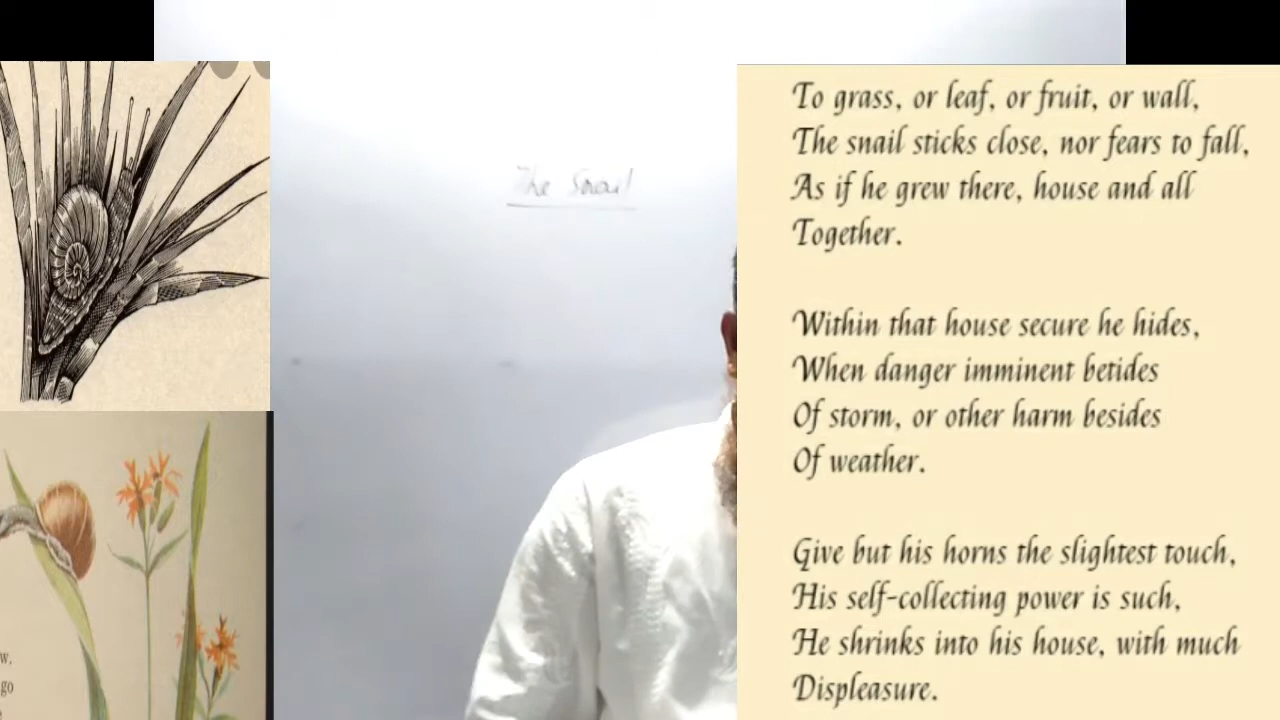 The Snail
To grass, or leaf, or fruit, or wall,
The snail sticks close, nor fears to fall,
As if he grew there, house and all
Together.
Within that house secure he hides,
When danger imminent betides
Of storm, or other harm besides
Of weather.
Give but his horns the slightest touch,
His self-collecting power is such,
He shrinks into his house, with much
Displeasure.
go